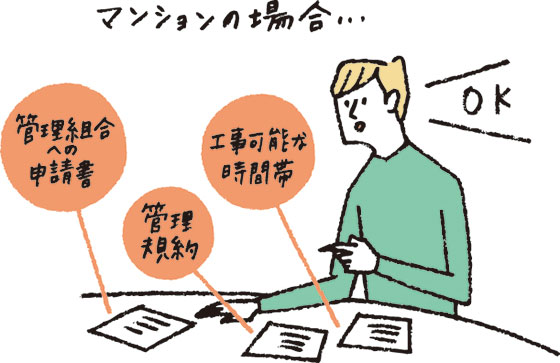 マンションの場合…
管理組合
への
申請書
管理
規約
工事可能な
時間帯
OK